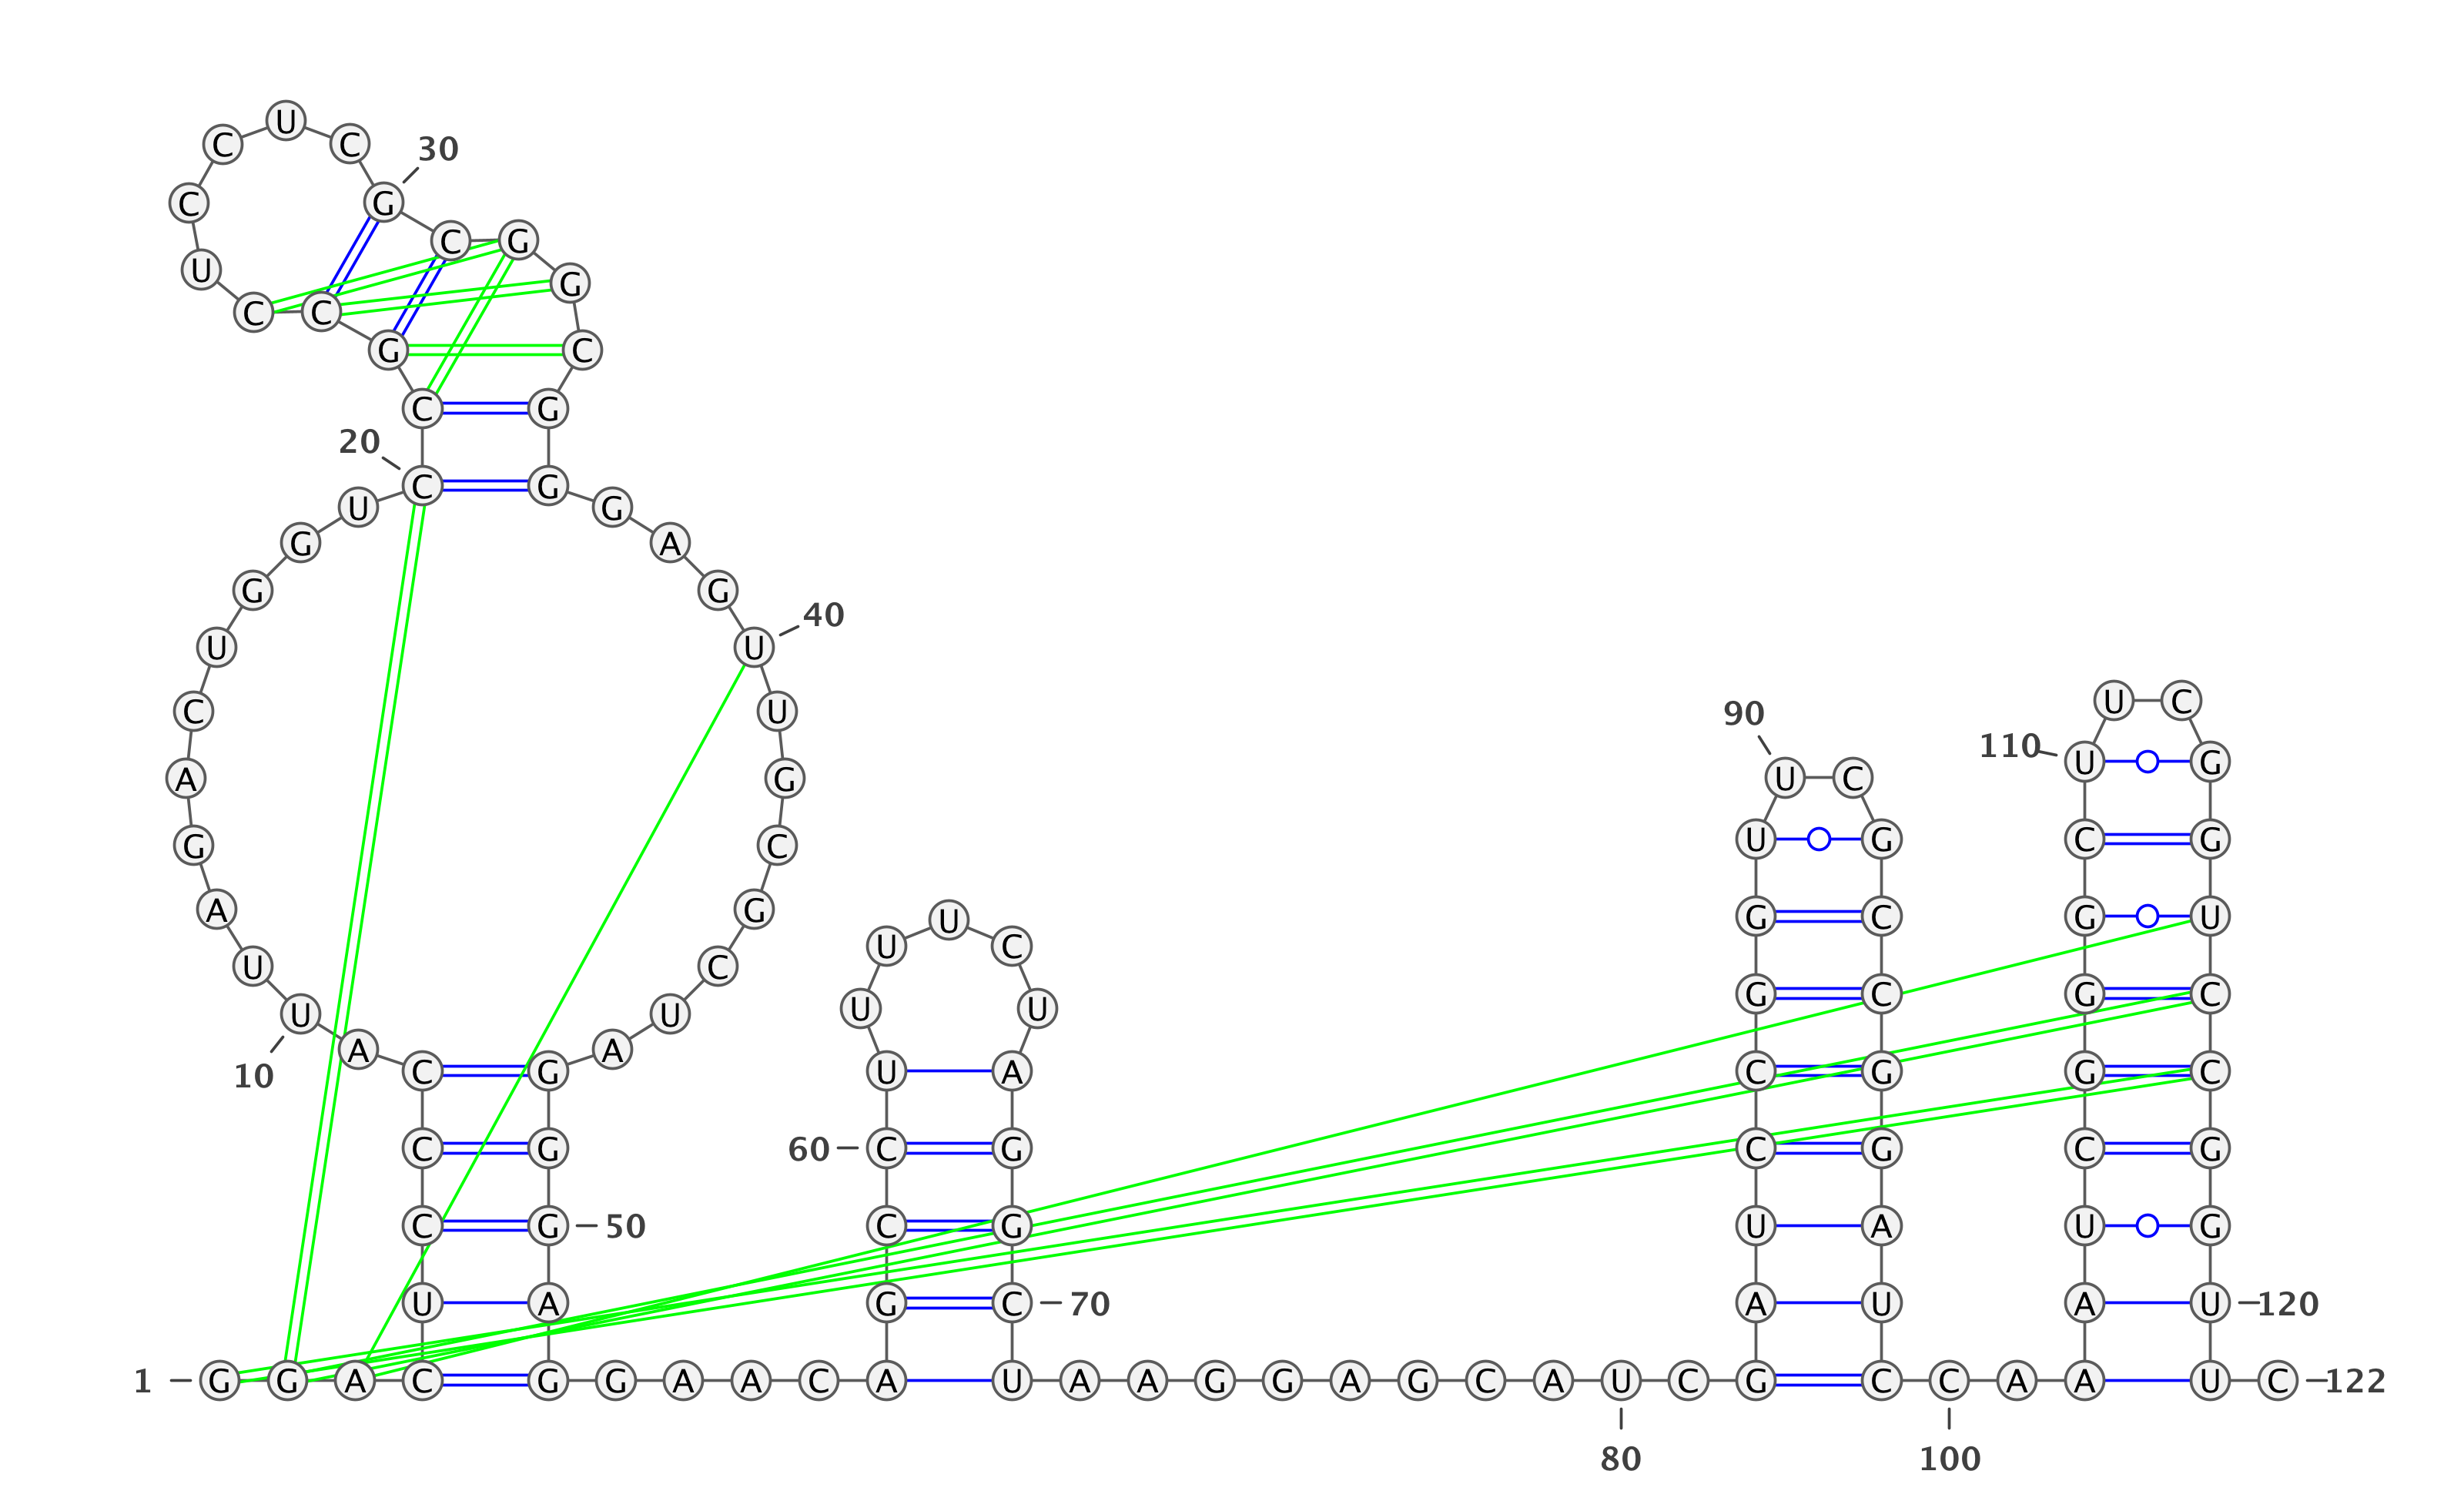 U
C C 30
C G
C G
U G
C C
G C
C G
20
C G
U G
G A
G G
40
U U
U C
C U 90
110
U G
A G U C
G C U G C G
A G U G C G U
U C
U C
G C G C
U U
U U
A A
10 C G U A C G G C
C G 60 C G C G C G
C G 50 C G U A U G
U A G C 70 A U A U 120
1 G G A C G G A A C A U A A G G A G C A U C G C C A A U C 122
80 100